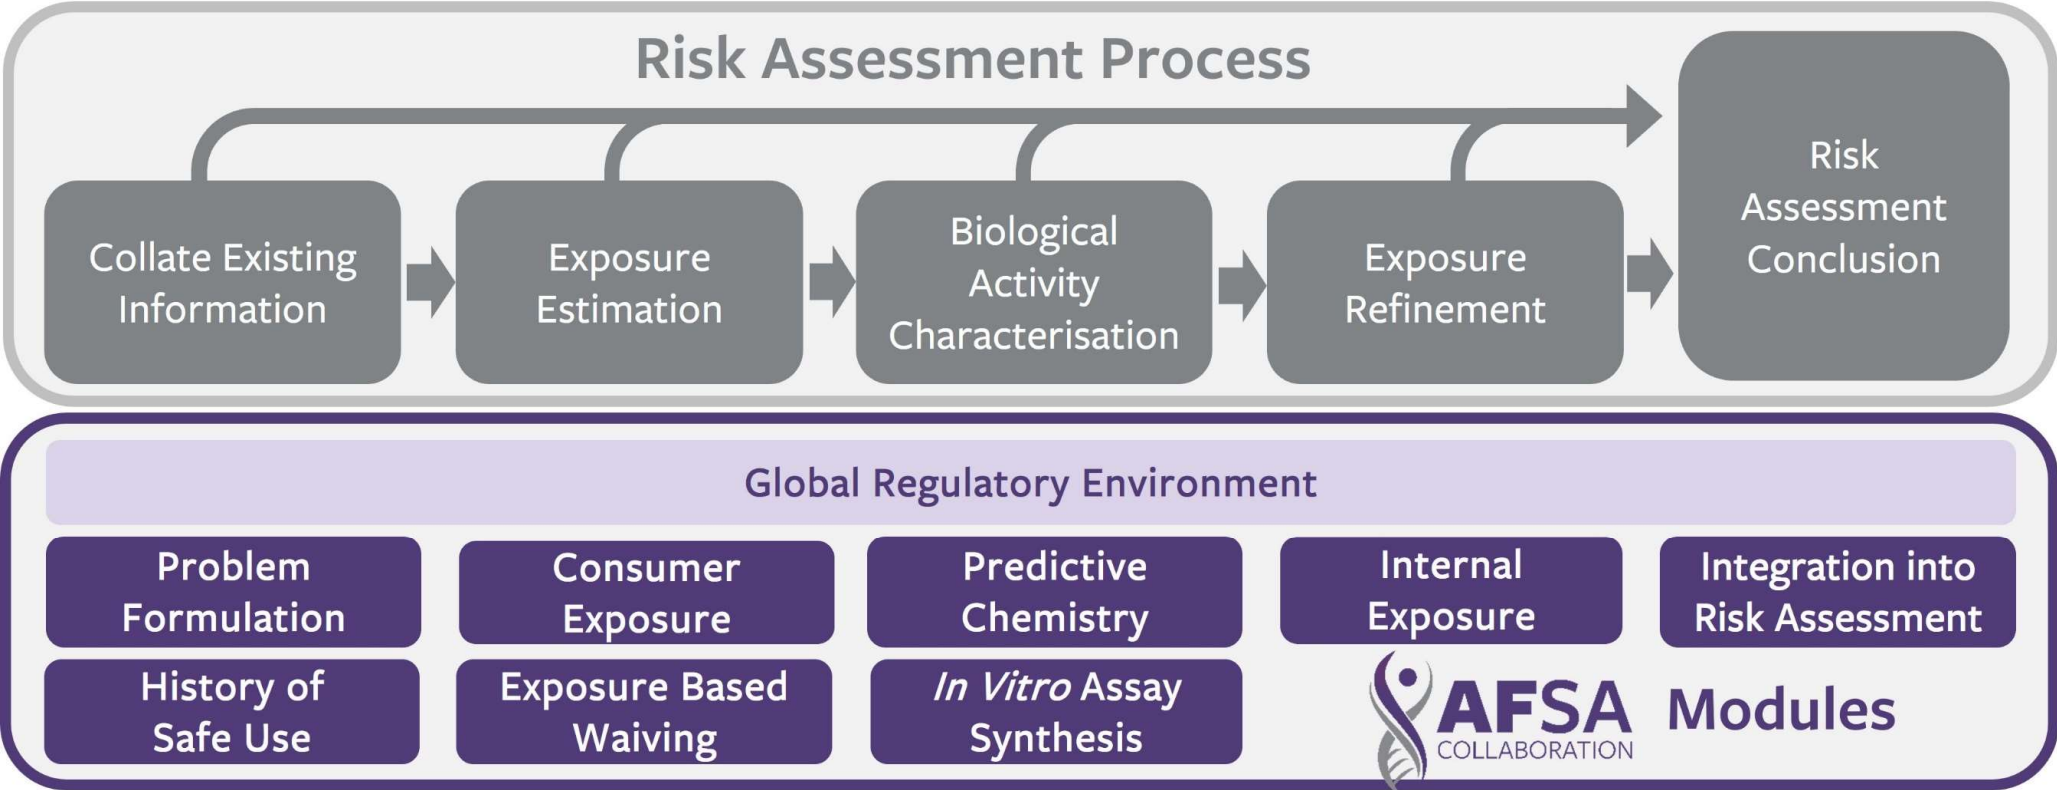 Risk Assessment Process
Collate Existing
Information
Exposure
Estimation
Biological
Activity
Characterisation
Exposure
Refinement
Risk
Assessment
Conclusion
Global Regulatory Environment
Problem
Formulation
Consumer
Exposure
Predictive
Chemistry
Internal
Exposure
Integration into
Risk Assessment
History of
Safe Use
Exposure Based
Waiving
In Vitro Assay
Synthesis
AFSA
COLLABORATION
Modules